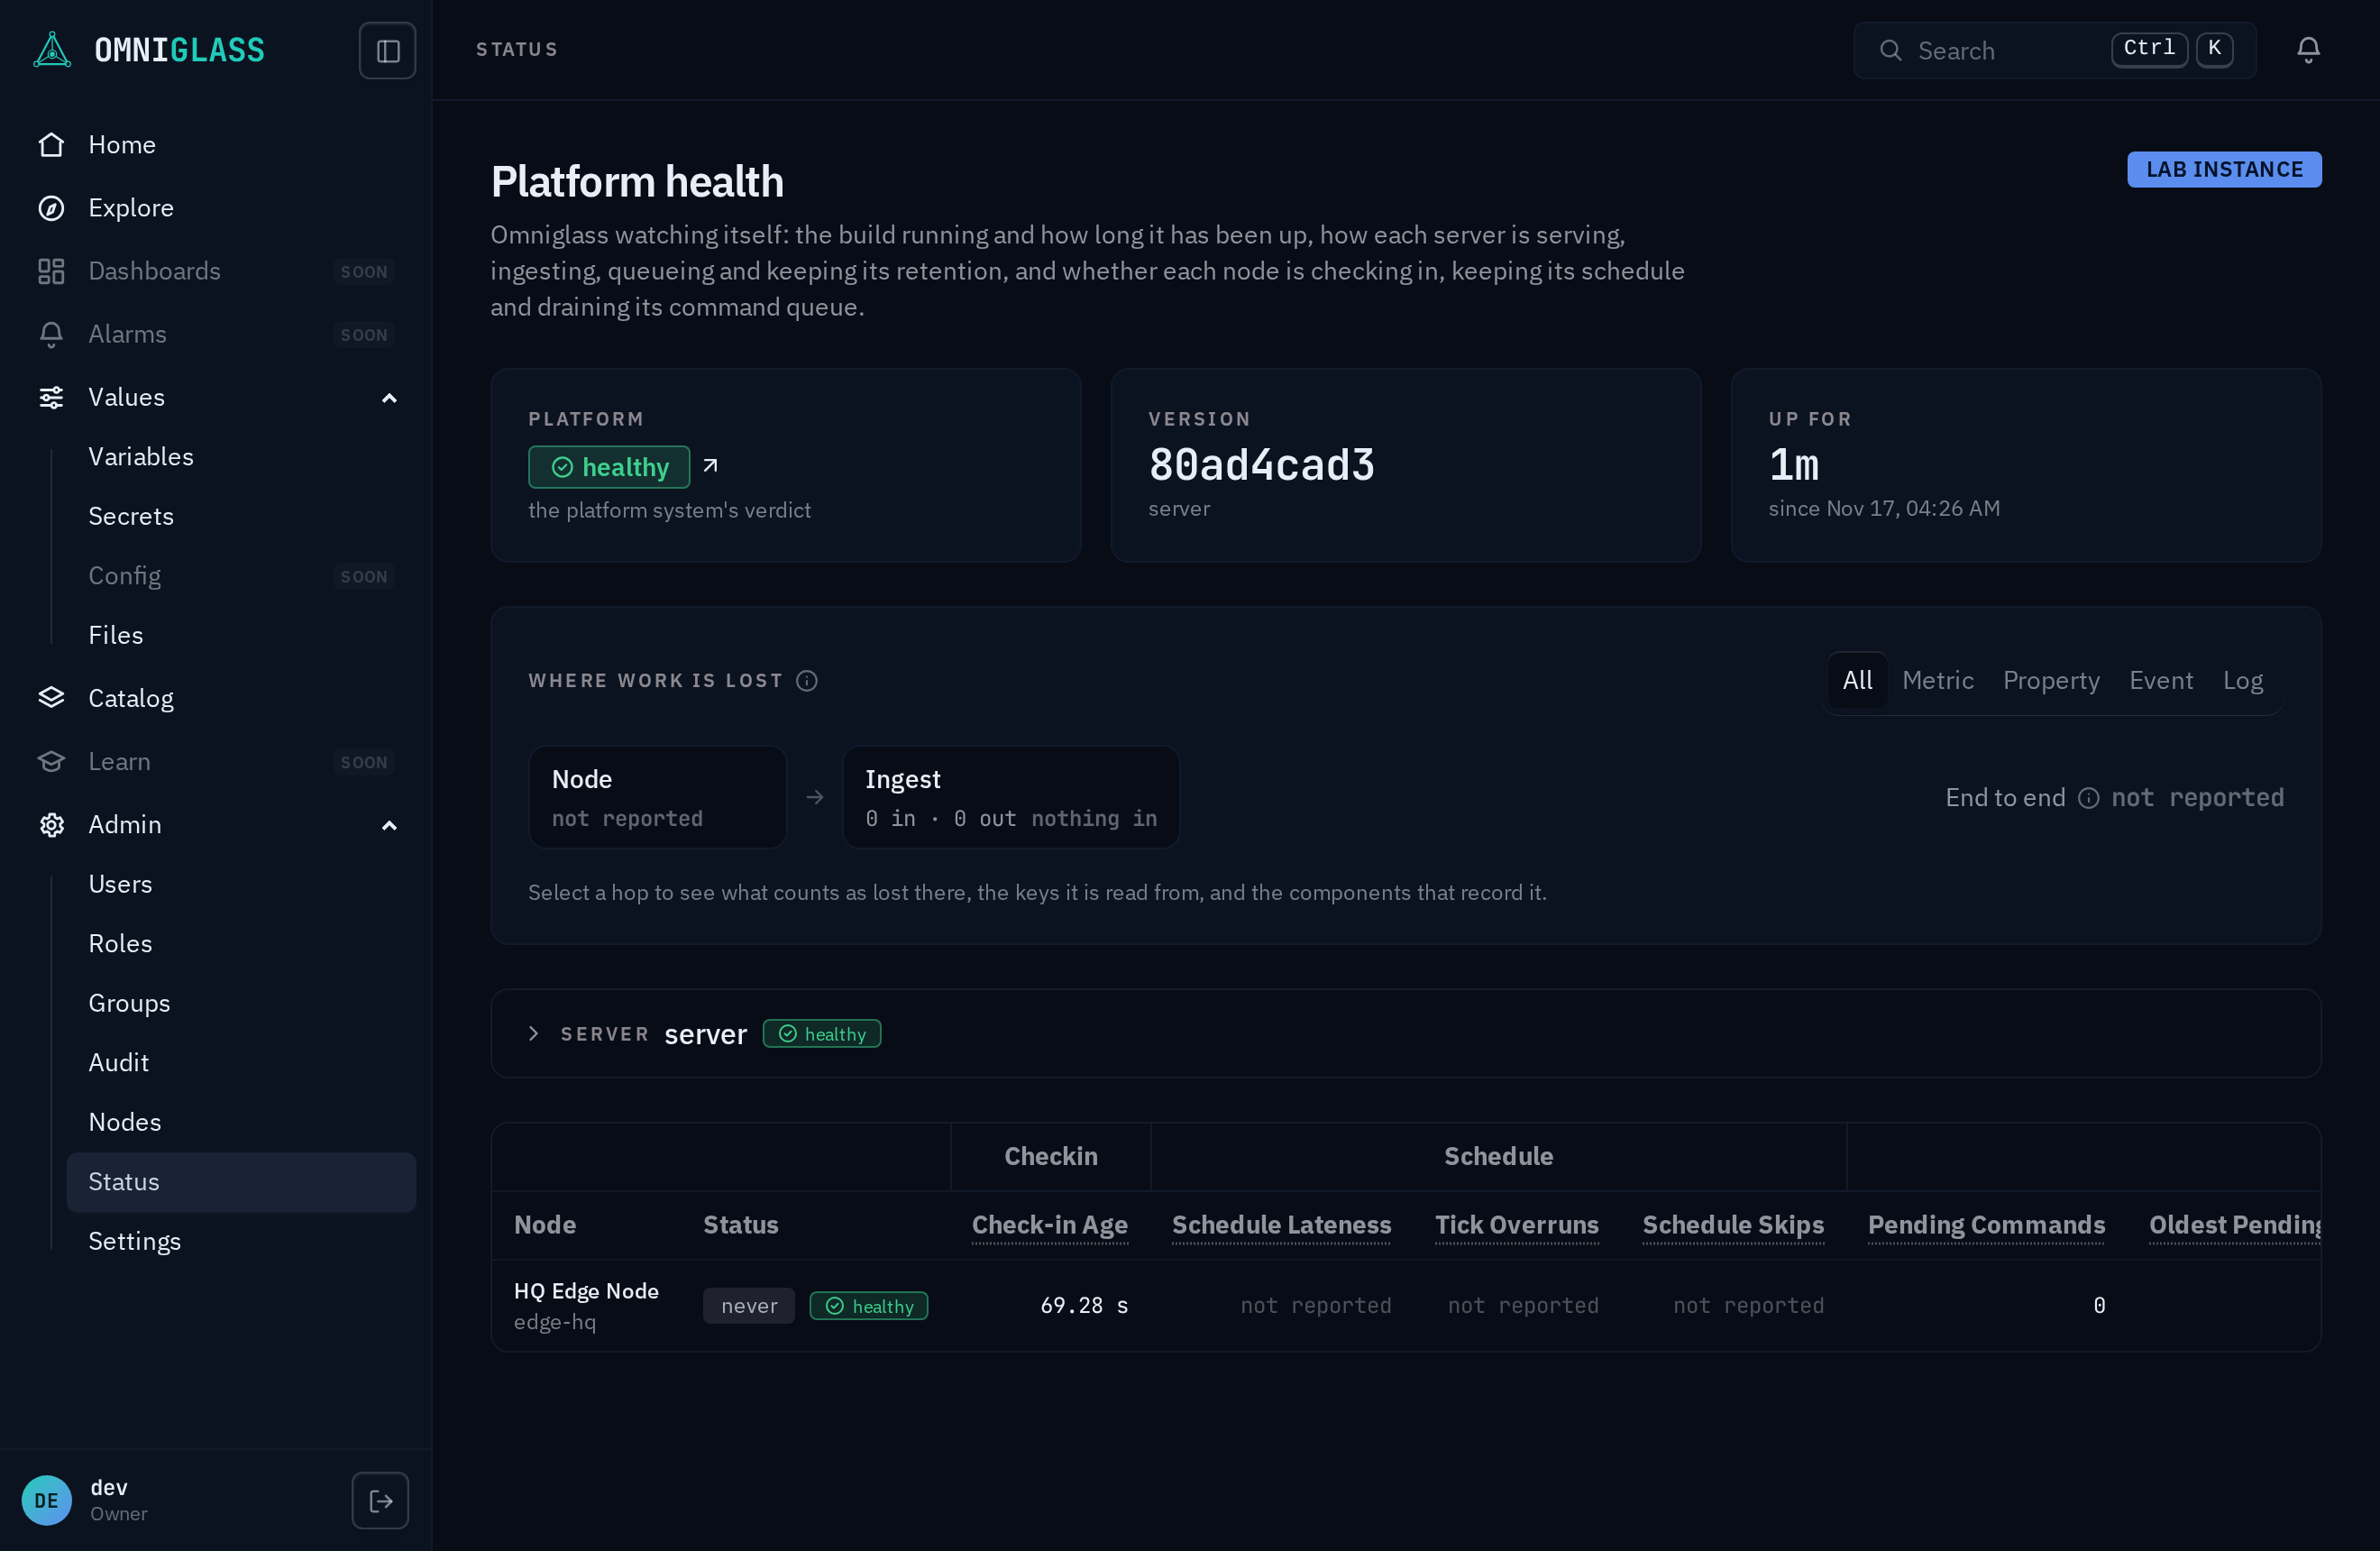 OMNIGLASS
Home
Explore
Dashboards SOON
Alarms SOON
Values
Variables
Secrets
Config SOON
Files
Catalog
Learn SOON
Admin
Users
Roles
Groups
Audit
Nodes
Status
Settings
DE dev
Owner
STATUS
Search Ctrl K
Platform health
LAB INSTANCE
Omniglass watching itself: the build running and how long it has been up, how each server is serving,
ingesting, queueing and keeping its retention, and whether each node is checking in, keeping its schedule
and draining its command queue.
PLATFORM
healthy
the platform system's verdict
VERSION
80ad4cad3
server
UP FOR
1m
since Nov 17, 04:26 AM
WHERE WORK IS LOST
All Metric Property Event Log
Node
not reported
Ingest
0 in · 0 out nothing in
End to end not reported
Select a hop to see what counts as lost there, the keys it is read from, and the components that record it.
SERVER server healthy
Checkin Schedule
Node Status Check-in Age Schedule Lateness Tick Overruns Schedule Skips Pending Commands Oldest Pending
HQ Edge Node
edge-hq
never healthy 69.28 s not reported not reported not reported 0